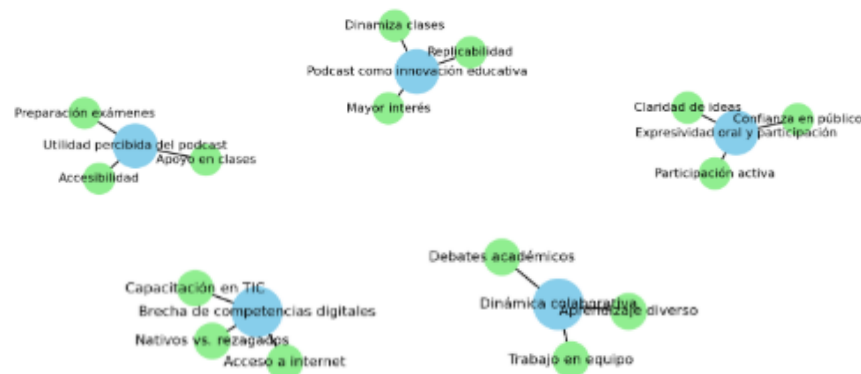 Dinamiza clases
Replicabilidad
Podcast como innovación educativa
Mayor interés
Preparación exámenes
Utilidad percibida del podcast
Apoyo en clases
Accesibilidad
Claridad de ideas
Confianza en público
Expresividad oral y participación
Participación activa
Capacitación en TIC
Brecha de competencias digitales
Nativos vs. rezagados
Acceso a internet
Debates académicos
Dinámica colaborativa
Aprendizaje diverso
Trabajo en equipo